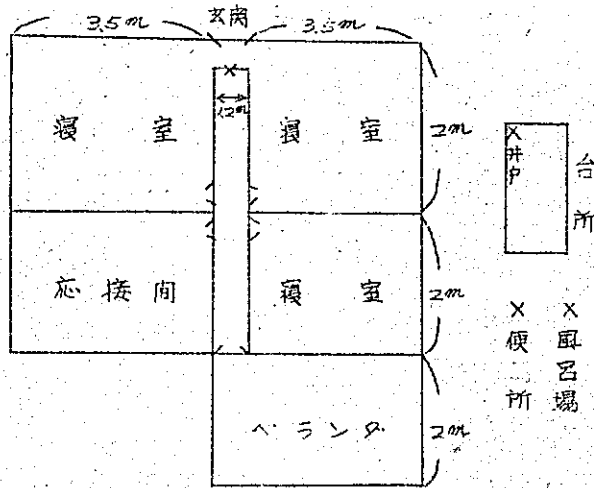 玄関
3.5m
3.5m
×
1.2m
寝室
寝室
2m
応接間
寝室
2m
ベランダ
2m
×井戸
台所
×便所
×風呂場